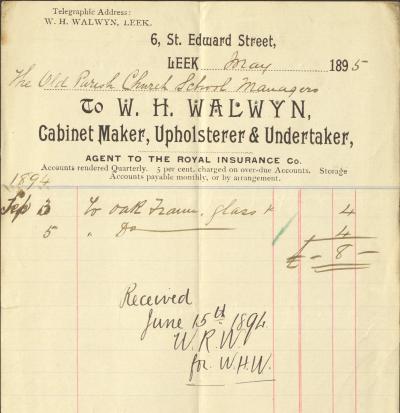 Telegraphic Address:
W. H. WALWYN, LEEK.
6, St. Edward Street,
LEEK May 1895
The Old Parish Church School Managers
To W. H. WALWYN,
Cabinet Maker, Upholsterer & Undertaker,
AGENT TO THE ROYAL INSURANCE Co.
Accounts rendered Quarterly. 5 per cent. charged on over-due Accounts. Storage
Accounts payable monthly, or by arrangement.
1894
Sep 3 To Oak Frame, glass 4
5 " Do 4
£ - 8 -
Received
June 15th 1894
W. R. W.
for W.H.W.